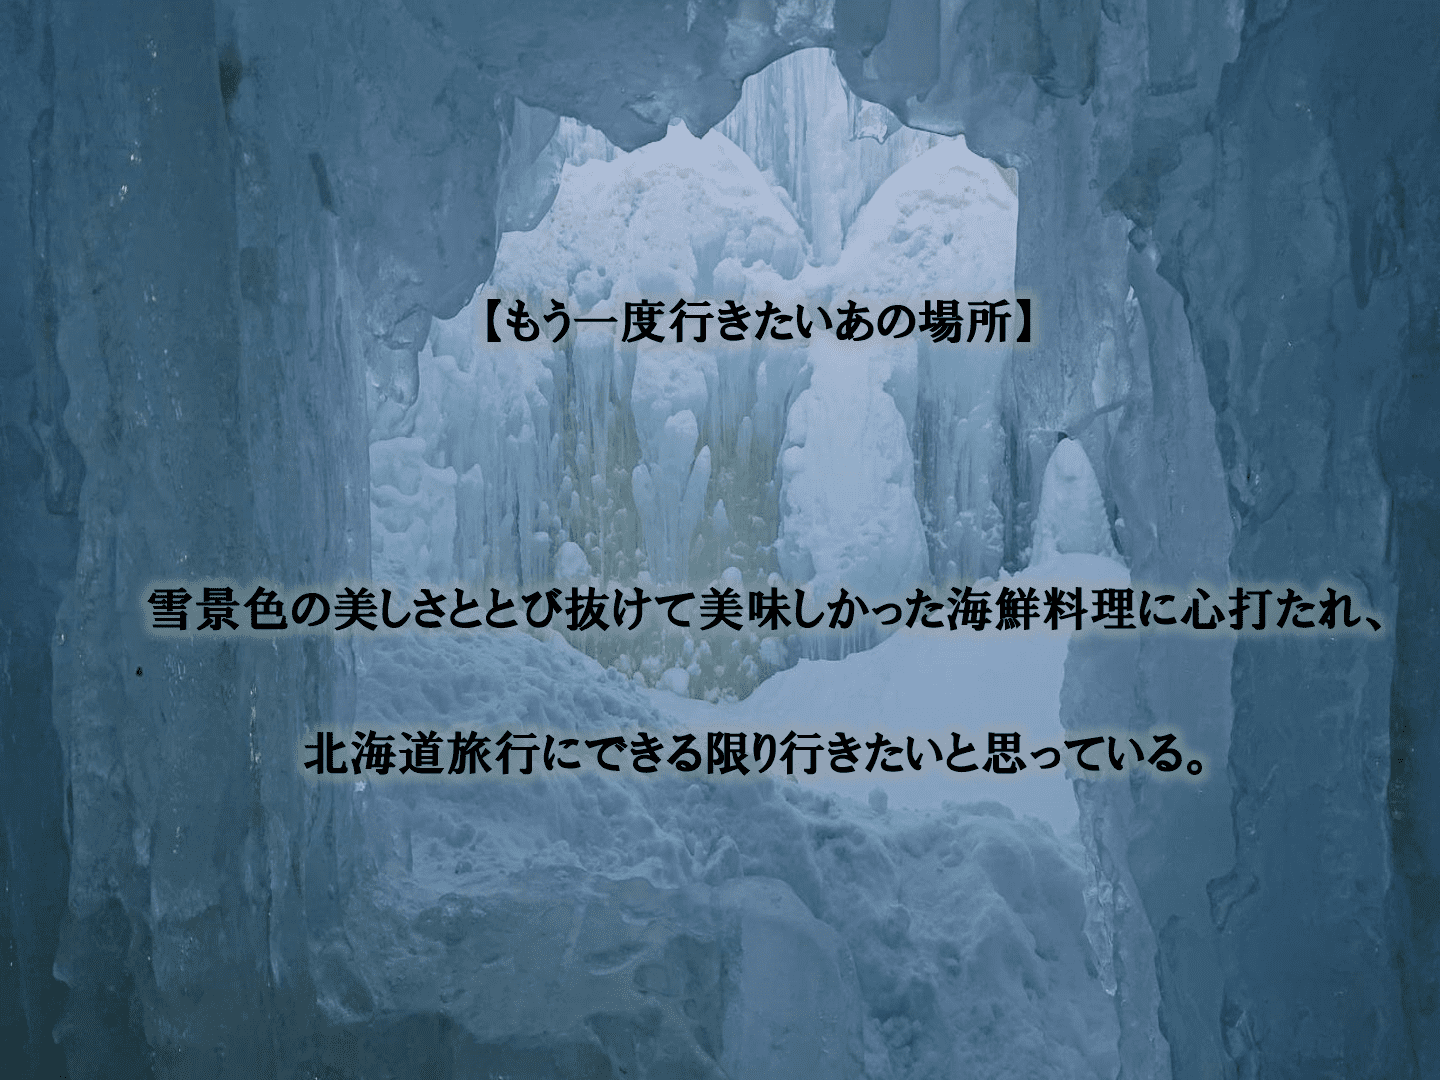 【もう一度行きたいあの場所】
雪景色の美しさととび抜けて美味しかった海鮮料理に心打たれ、
北海道旅行にできる限り行きたいと思っている。